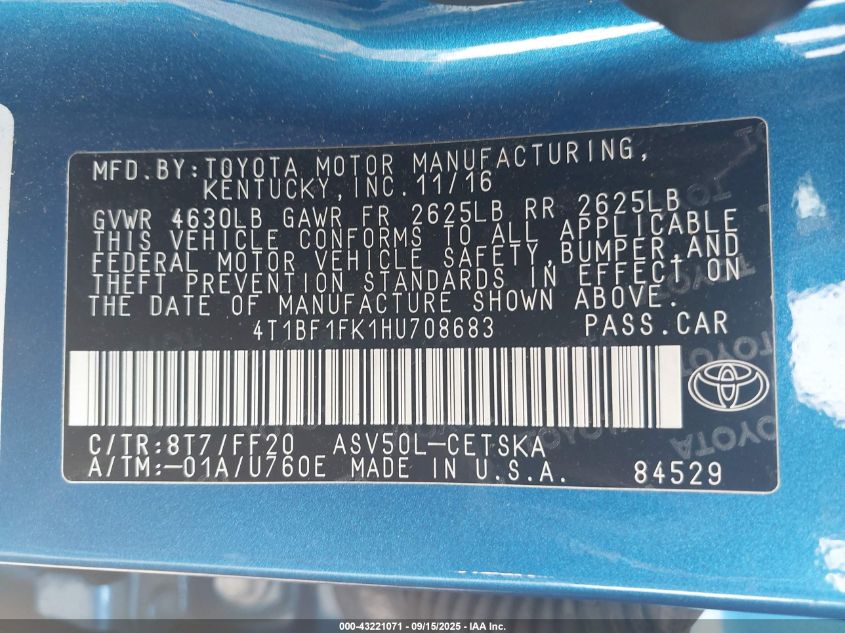 MFD.BY:TOYOTA MOTOR MANUFACTURING,
KENTUCKY,INC.11/16
GVWR 4630LB GAWR FR 2625LB RR 2625LB
THIS VEHICLE CONFORMS TO ALL APPLICABLE
FEDERAL MOTOR VEHICLE SAFETY,BUMPER,AND
THEFT PREVENTION STANDARDS IN EFFECT ON
THE DATE OF MANUFACTURE SHOWN ABOVE.
4T1BF1FK1HU708683 PASS.CAR
C/TR:8T7/FF20 ASV50L-CETSKA
A/TM:-01A/U760E MADE IN U.S.A. 84529
000-43221071 - 09/15/2025 - IAA Inc.